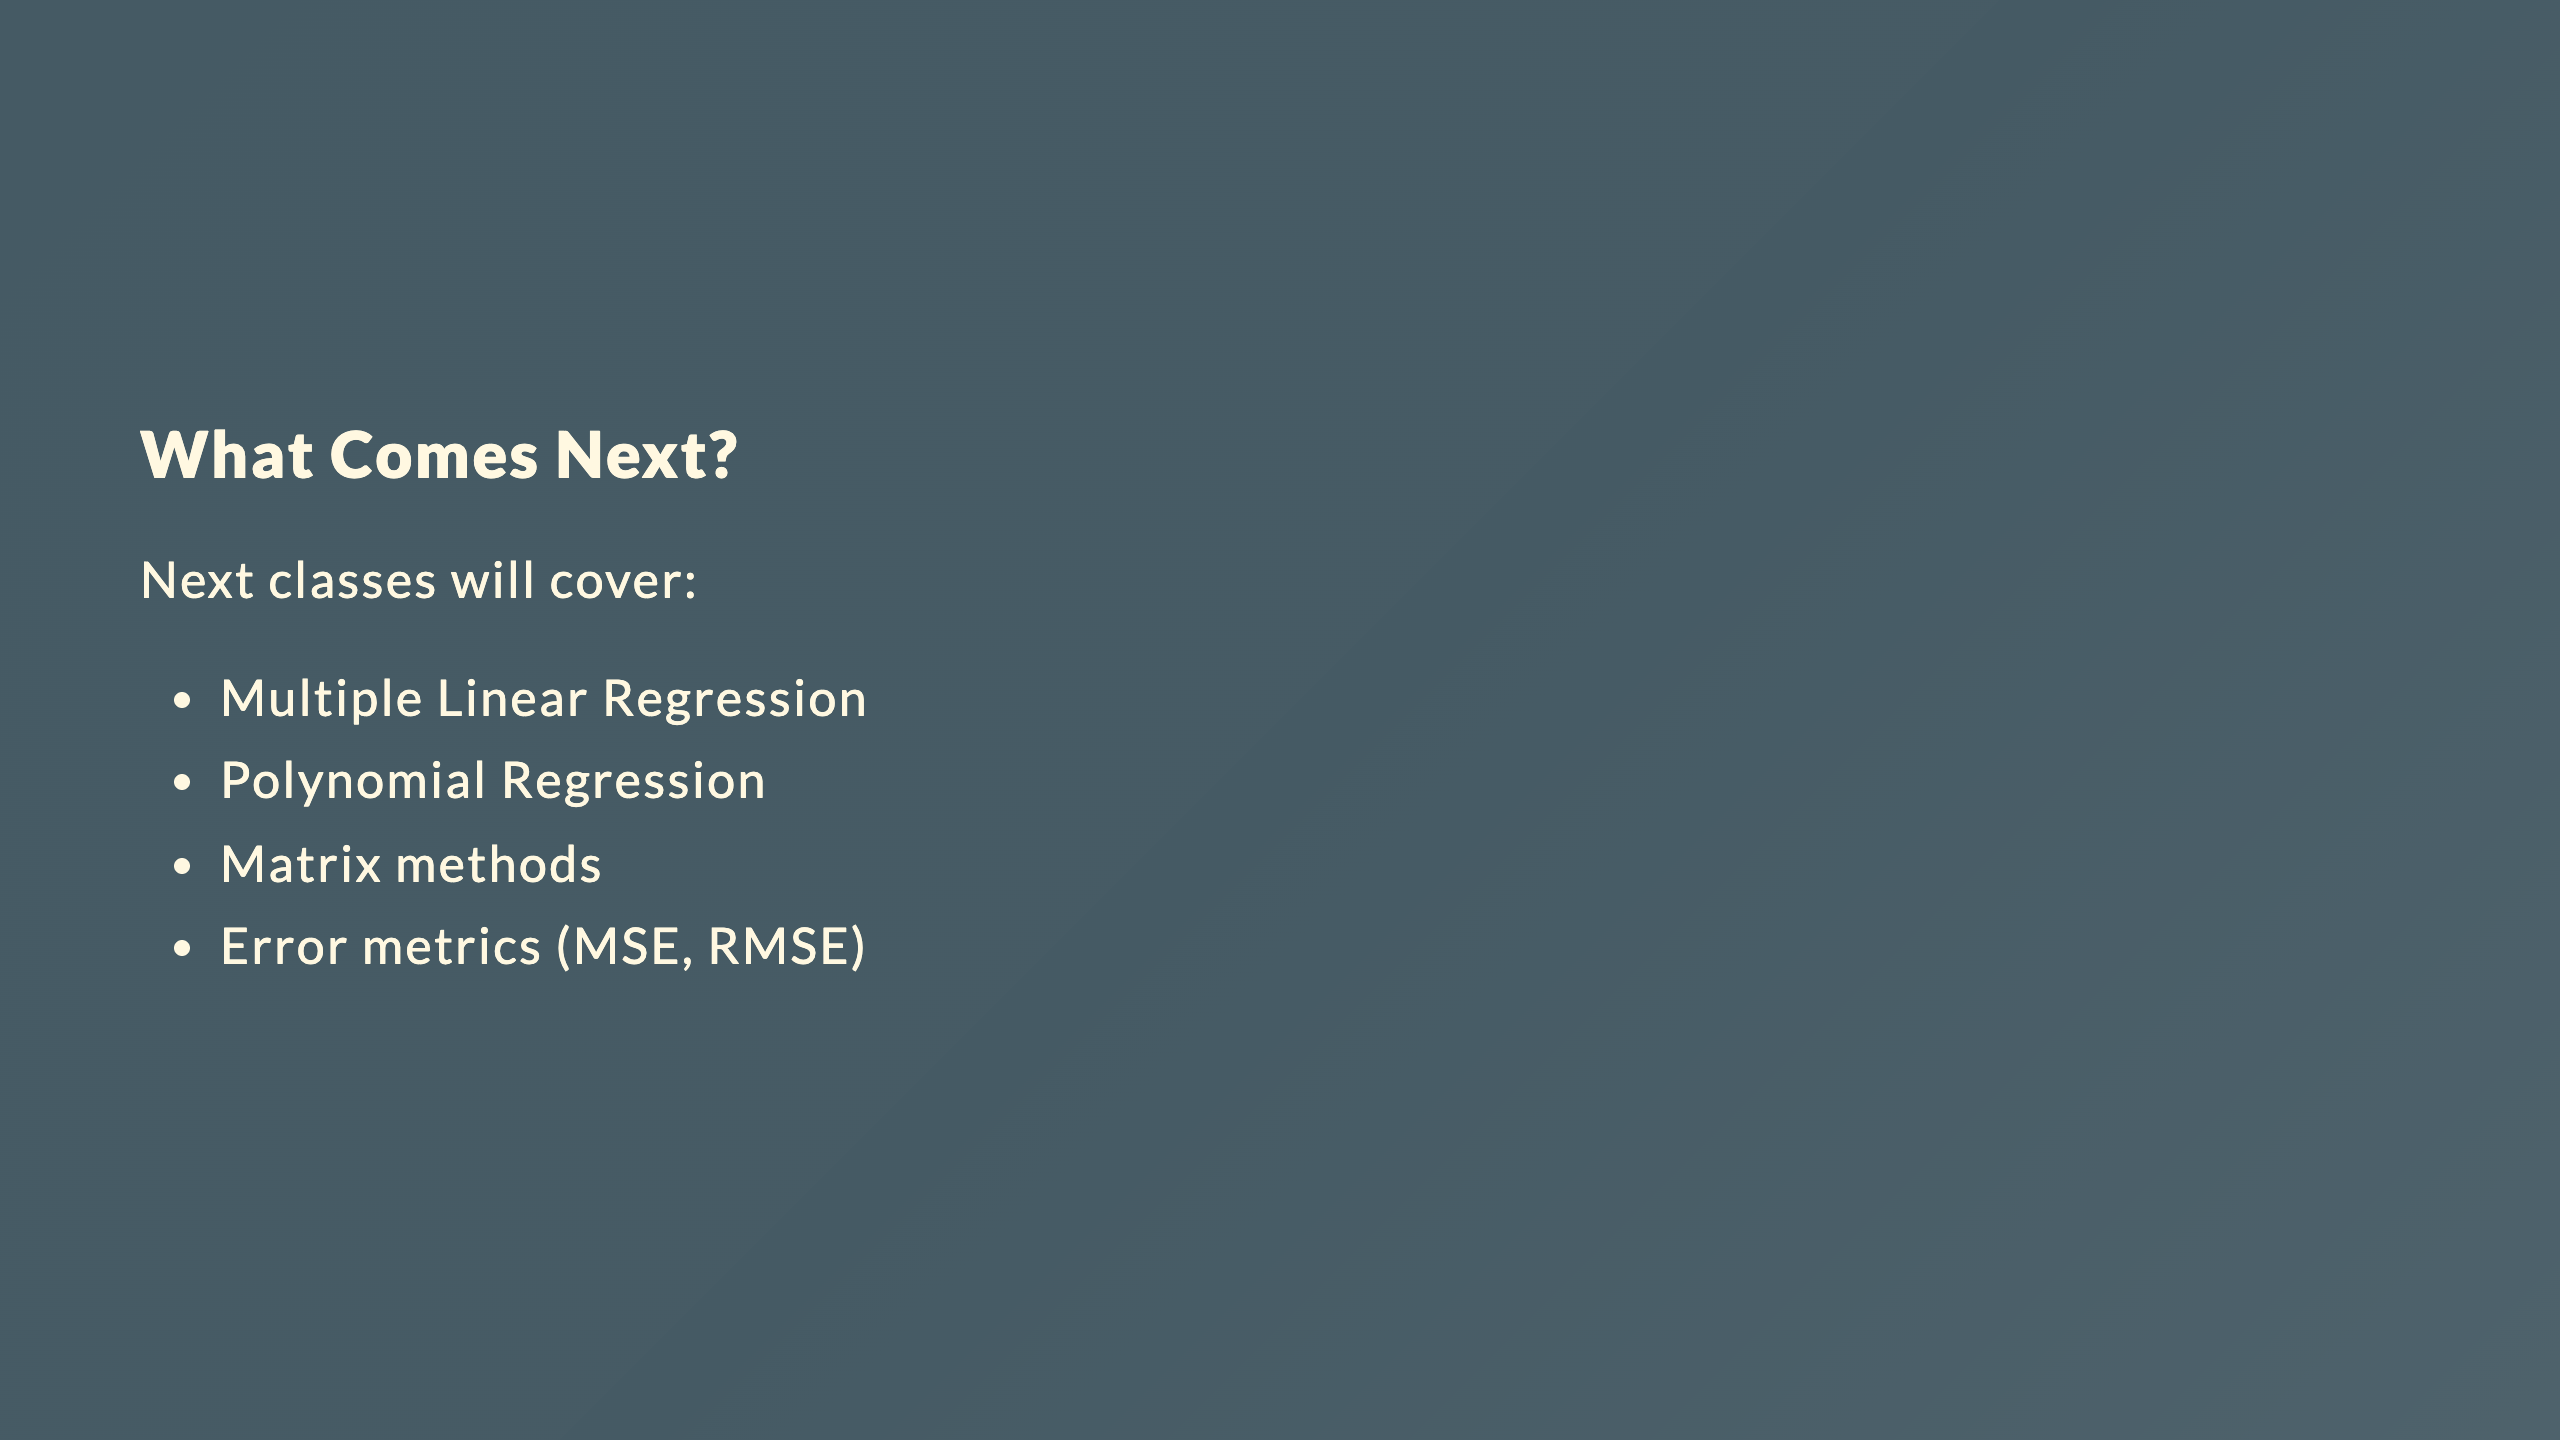 What Comes Next?
Next classes will cover:
• Multiple Linear Regression
• Polynomial Regression
• Matrix methods
• Error metrics (MSE, RMSE)